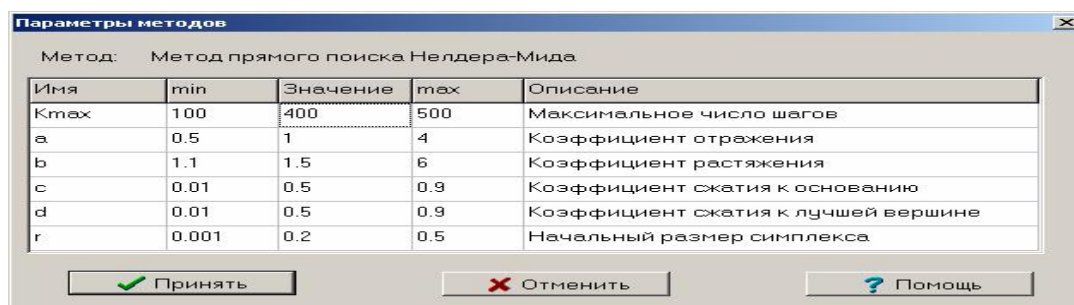 Параметры методов
Метод: Метод прямого поиска Нелдера-Мида
Имя min Значение max Описание
Kmax 100 400 500 Максимальное число шагов
a 0.5 1 4 Коэффициент отражения
b 1.1 1.5 6 Коэффициент растяжения
c 0.01 0.5 0.9 Коэффициент сжатия к основанию
d 0.01 0.5 0.9 Коэффициент сжатия к лучшей вершине
r 0.001 0.2 0.5 Начальный размер симплекса
Принять Отменить Помощь